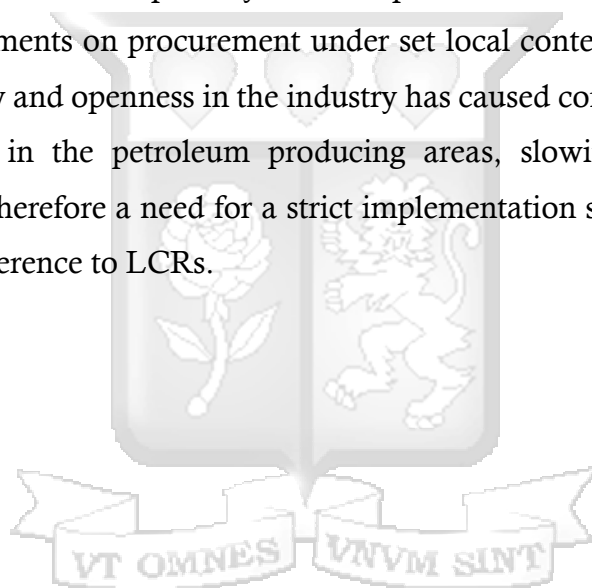 ments on procurement under set local conte
y and openness in the industry has caused
in the petroleum producing areas, slowi
herefore a need for a strict implementation s
erence to LCRs.
VT OMNES VNVM SINT